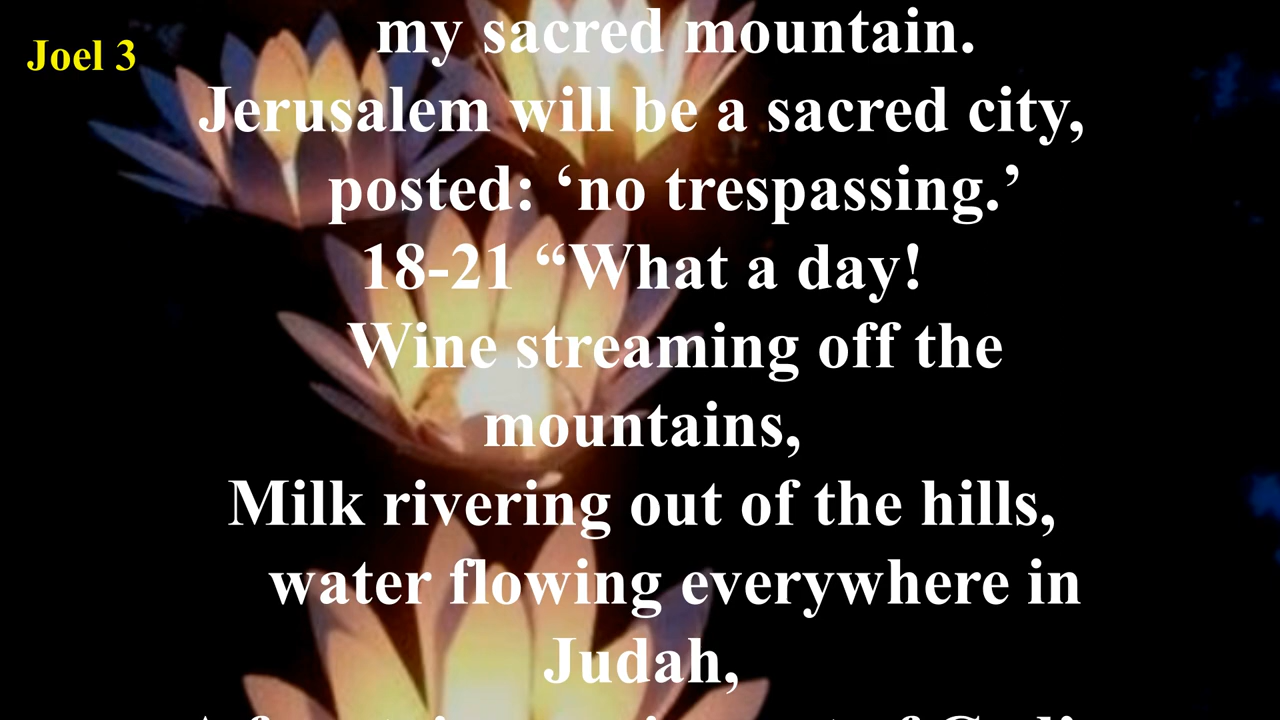 Joel 3
my sacred mountain.
Jerusalem will be a sacred city,
posted: ‘no trespassing.’
18-21 “What a day!
Wine streaming off the
mountains,
Milk rivering out of the hills,
water flowing everywhere in
Judah,